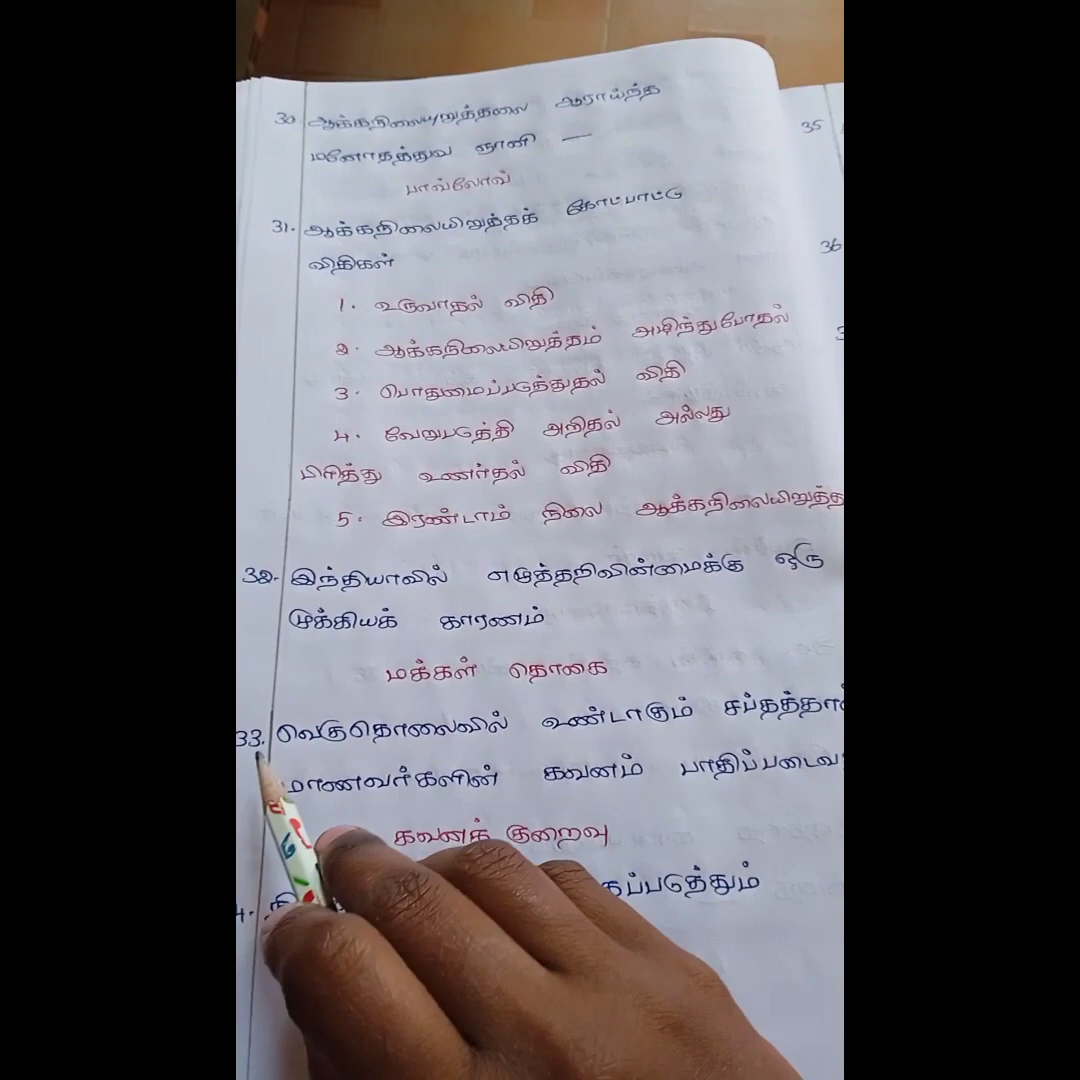 30. ஆக்கநிலையுறுத்தலை ஆராய்ந்த
மனோதத்துவ ஞானி —
பாவ்லோவ்
31. ஆக்கநிலையிறுத்தக் கோட்பாட்டு
விதிகள்
1. உருவாதல் விதி
2. ஆக்கநிலையிறுத்தம் அழிந்துபோதல்
3. பொதுமைப்படுத்துதல் விதி
4. வேறுபடுத்தி அறிதல் அல்லது
பிரித்து உணர்தல் விதி
5. இரண்டாம் நிலை ஆக்கநிலையிறுத்த
32. இந்தியாவில் எழுத்தறிவின்மைக்கு ஒரு
முக்கியக் காரணம்
மக்கள் தொகை
33. வெகுதொலைவில் உண்டாகும் சப்தத்தால்
மாணவர்களின் கவனம் பாதிப்படைவ
கவனக் குறைவு
4. கப்படுத்தும்
35
36
3